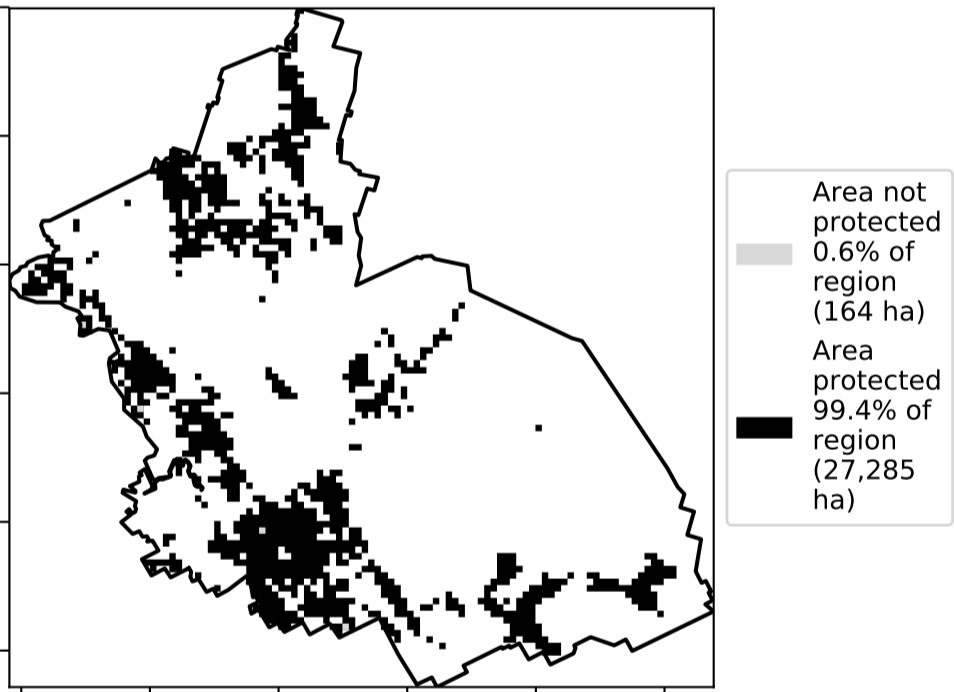 Area not
protected
0.6% of
region
(164 ha)
Area
protected
99.4% of
region
(27,285
ha)